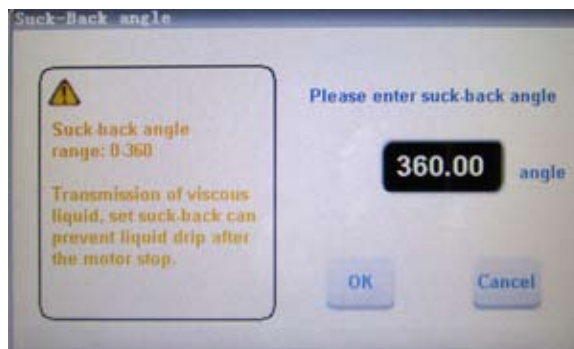 Suck-Back angle
Suck-back angle
range: 0-360
Transmission of viscous
liquid, set suck-back can
prevent liquid drip after
the motor stop.
Please enter suck-back angle
360.00 angle
OK Cancel